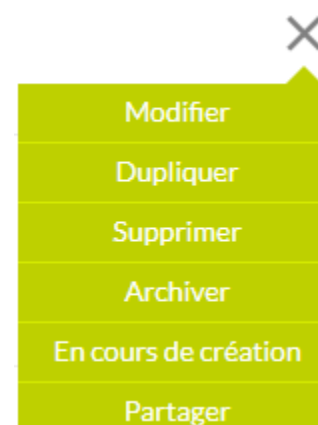 Modifier
Dupliquer
Supprimer
Archiver
En cours de création
Partager